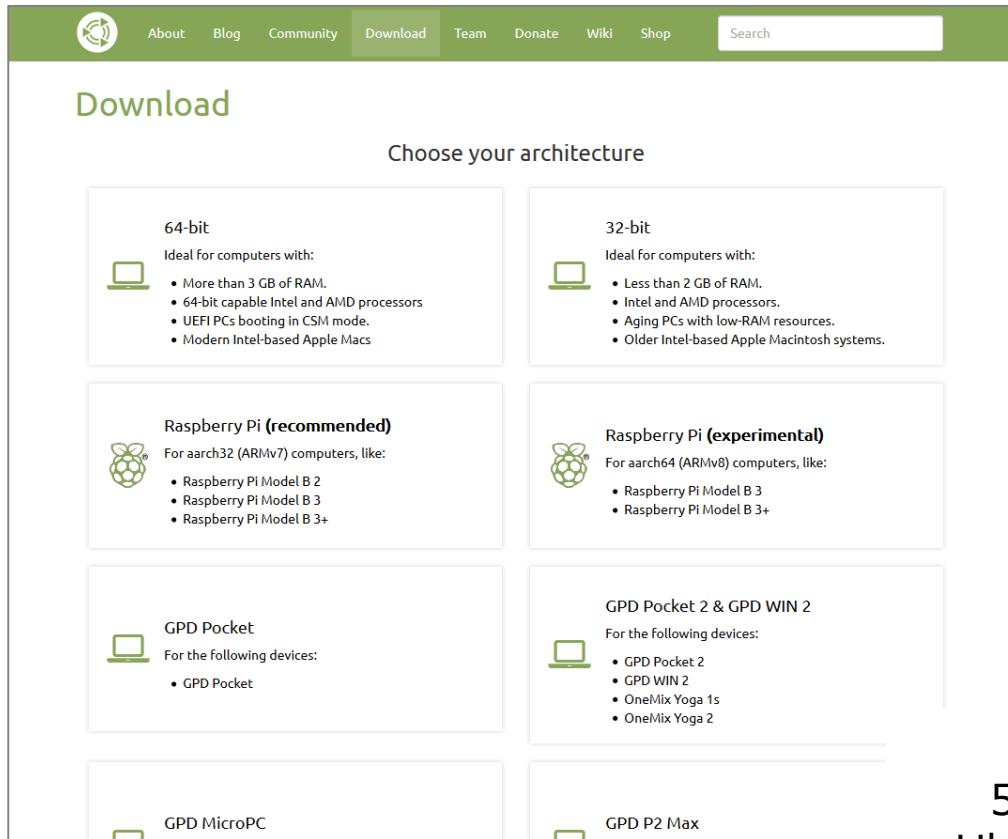 About Blog Community Download Team Donate Wiki Shop Search
Download
Choose your architecture
64-bit
Ideal for computers with:
• More than 3 GB of RAM.
• 64-bit capable Intel and AMD processors
• UEFI PCs booting in CSM mode.
• Modern Intel-based Apple Macs
32-bit
Ideal for computers with:
• Less than 2 GB of RAM.
• Intel and AMD processors.
• Aging PCs with low-RAM resources.
• Older Intel-based Apple Macintosh systems.
Raspberry Pi (recommended)
For aarch32 (ARMv7) computers, like:
• Raspberry Pi Model B 2
• Raspberry Pi Model B 3
• Raspberry Pi Model B 3+
Raspberry Pi (experimental)
For aarch64 (ARMv8) computers, like:
• Raspberry Pi Model B 3
• Raspberry Pi Model B 3+
GPD Pocket
For the following devices:
• GPD Pocket
GPD Pocket 2 & GPD WIN 2
For the following devices:
• GPD Pocket 2
• GPD WIN 2
• OneMix Yoga 1s
• OneMix Yoga 2
GPD MicroPC
GPD P2 Max
5